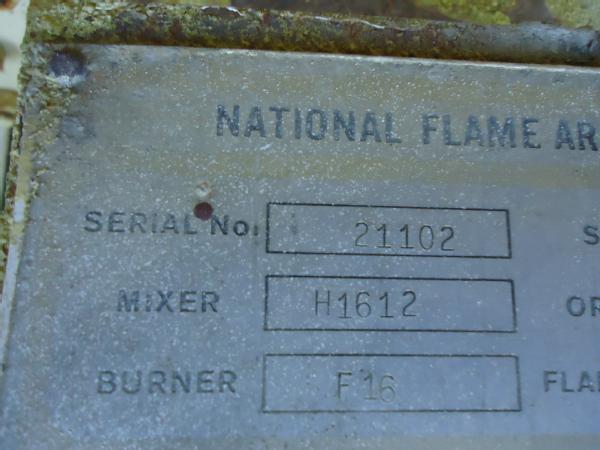 NATIONAL FLAME AR
SERIAL No: 21102 S
MIXER H1612 OR
BURNER F16 FLA